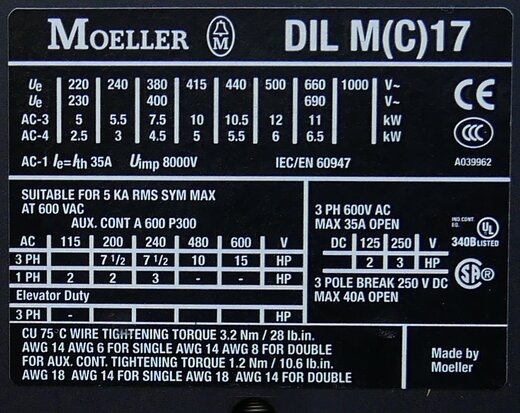 MOELLER M DIL M(C)17
Ue 220 240 380 415 440 500 660 1000 V~
Ue 230 400 690 V~
AC-3 5 5.5 7.5 10 10.5 12 11 kW
AC-4 2.5 3 4.5 5 5.5 6 6.5 kW
CE
CCC
A039962
AC-1 Ie=Ith 35A Uimp 8000V IEC/EN 60947
SUITABLE FOR 5 KA RMS SYM MAX
AT 600 VAC
AUX. CONT A 600 P300
AC 115 200 240 480 600 V
3 PH 7 1/2 7 1/2 10 15 HP
1 PH 2 2 3 - - HP
Elevator Duty
3 PH - - - - HP
3 PH 600V AC
MAX 35A OPEN
DC 125 250 V
2 3 HP
3 POLE BREAK 250 V DC
MAX 40A OPEN
IND.CONT.
EQ.
UL
340B LISTED
SA
CU 75 °C WIRE TIGHTENING TORQUE 3.2 Nm / 28 lb.in.
AWG 14 AWG 6 FOR SINGLE AWG 14 AWG 8 FOR DOUBLE
FOR AUX. CONT. TIGHTENING TORQUE 1.2 Nm / 10.6 lb.in.
AWG 18 AWG 14 FOR SINGLE AWG 18 AWG 14 FOR DOUBLE
Made by
Moeller